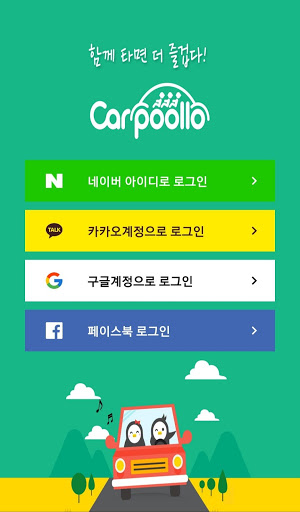 함께 타면 더 즐겁다!
Carpoollo
N 네이버 아이디로 로그인
TALK 카카오계정으로 로그인
G 구글계정으로 로그인
f 페이스북 로그인